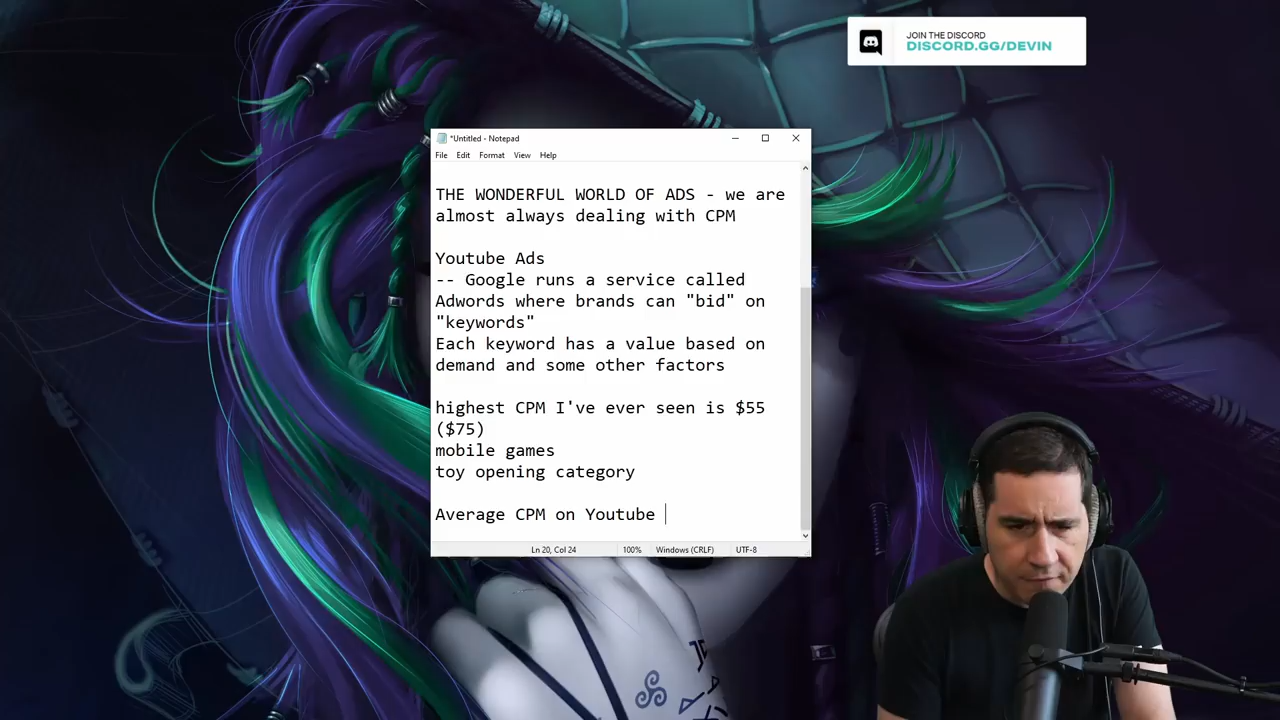 JOIN THE DISCORD
DISCORD.GG/DEVIN
*Untitled - Notepad
File Edit Format View Help
THE WONDERFUL WORLD OF ADS - we are
almost always dealing with CPM
Youtube Ads
-- Google runs a service called
Adwords where brands can "bid" on
"keywords"
Each keyword has a value based on
demand and some other factors
highest CPM I've ever seen is $55
($75)
mobile games
toy opening category
Average CPM on Youtube
Ln 20, Col 24 100% Windows (CRLF) UTF-8